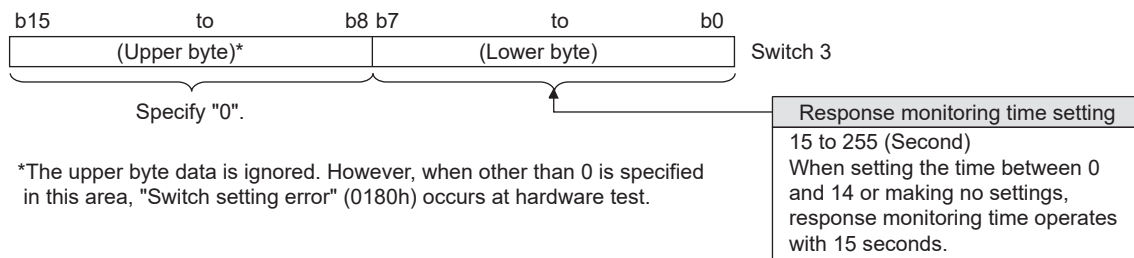 b15 to b8 b7 to b0
(Upper byte)* (Lower byte) Switch 3
Specify "0".
Response monitoring time setting
15 to 255 (Second)
When setting the time between 0
and 14 or making no settings,
response monitoring time operates
with 15 seconds.
*The upper byte data is ignored. However, when other than 0 is specified
in this area, "Switch setting error" (0180h) occurs at hardware test.